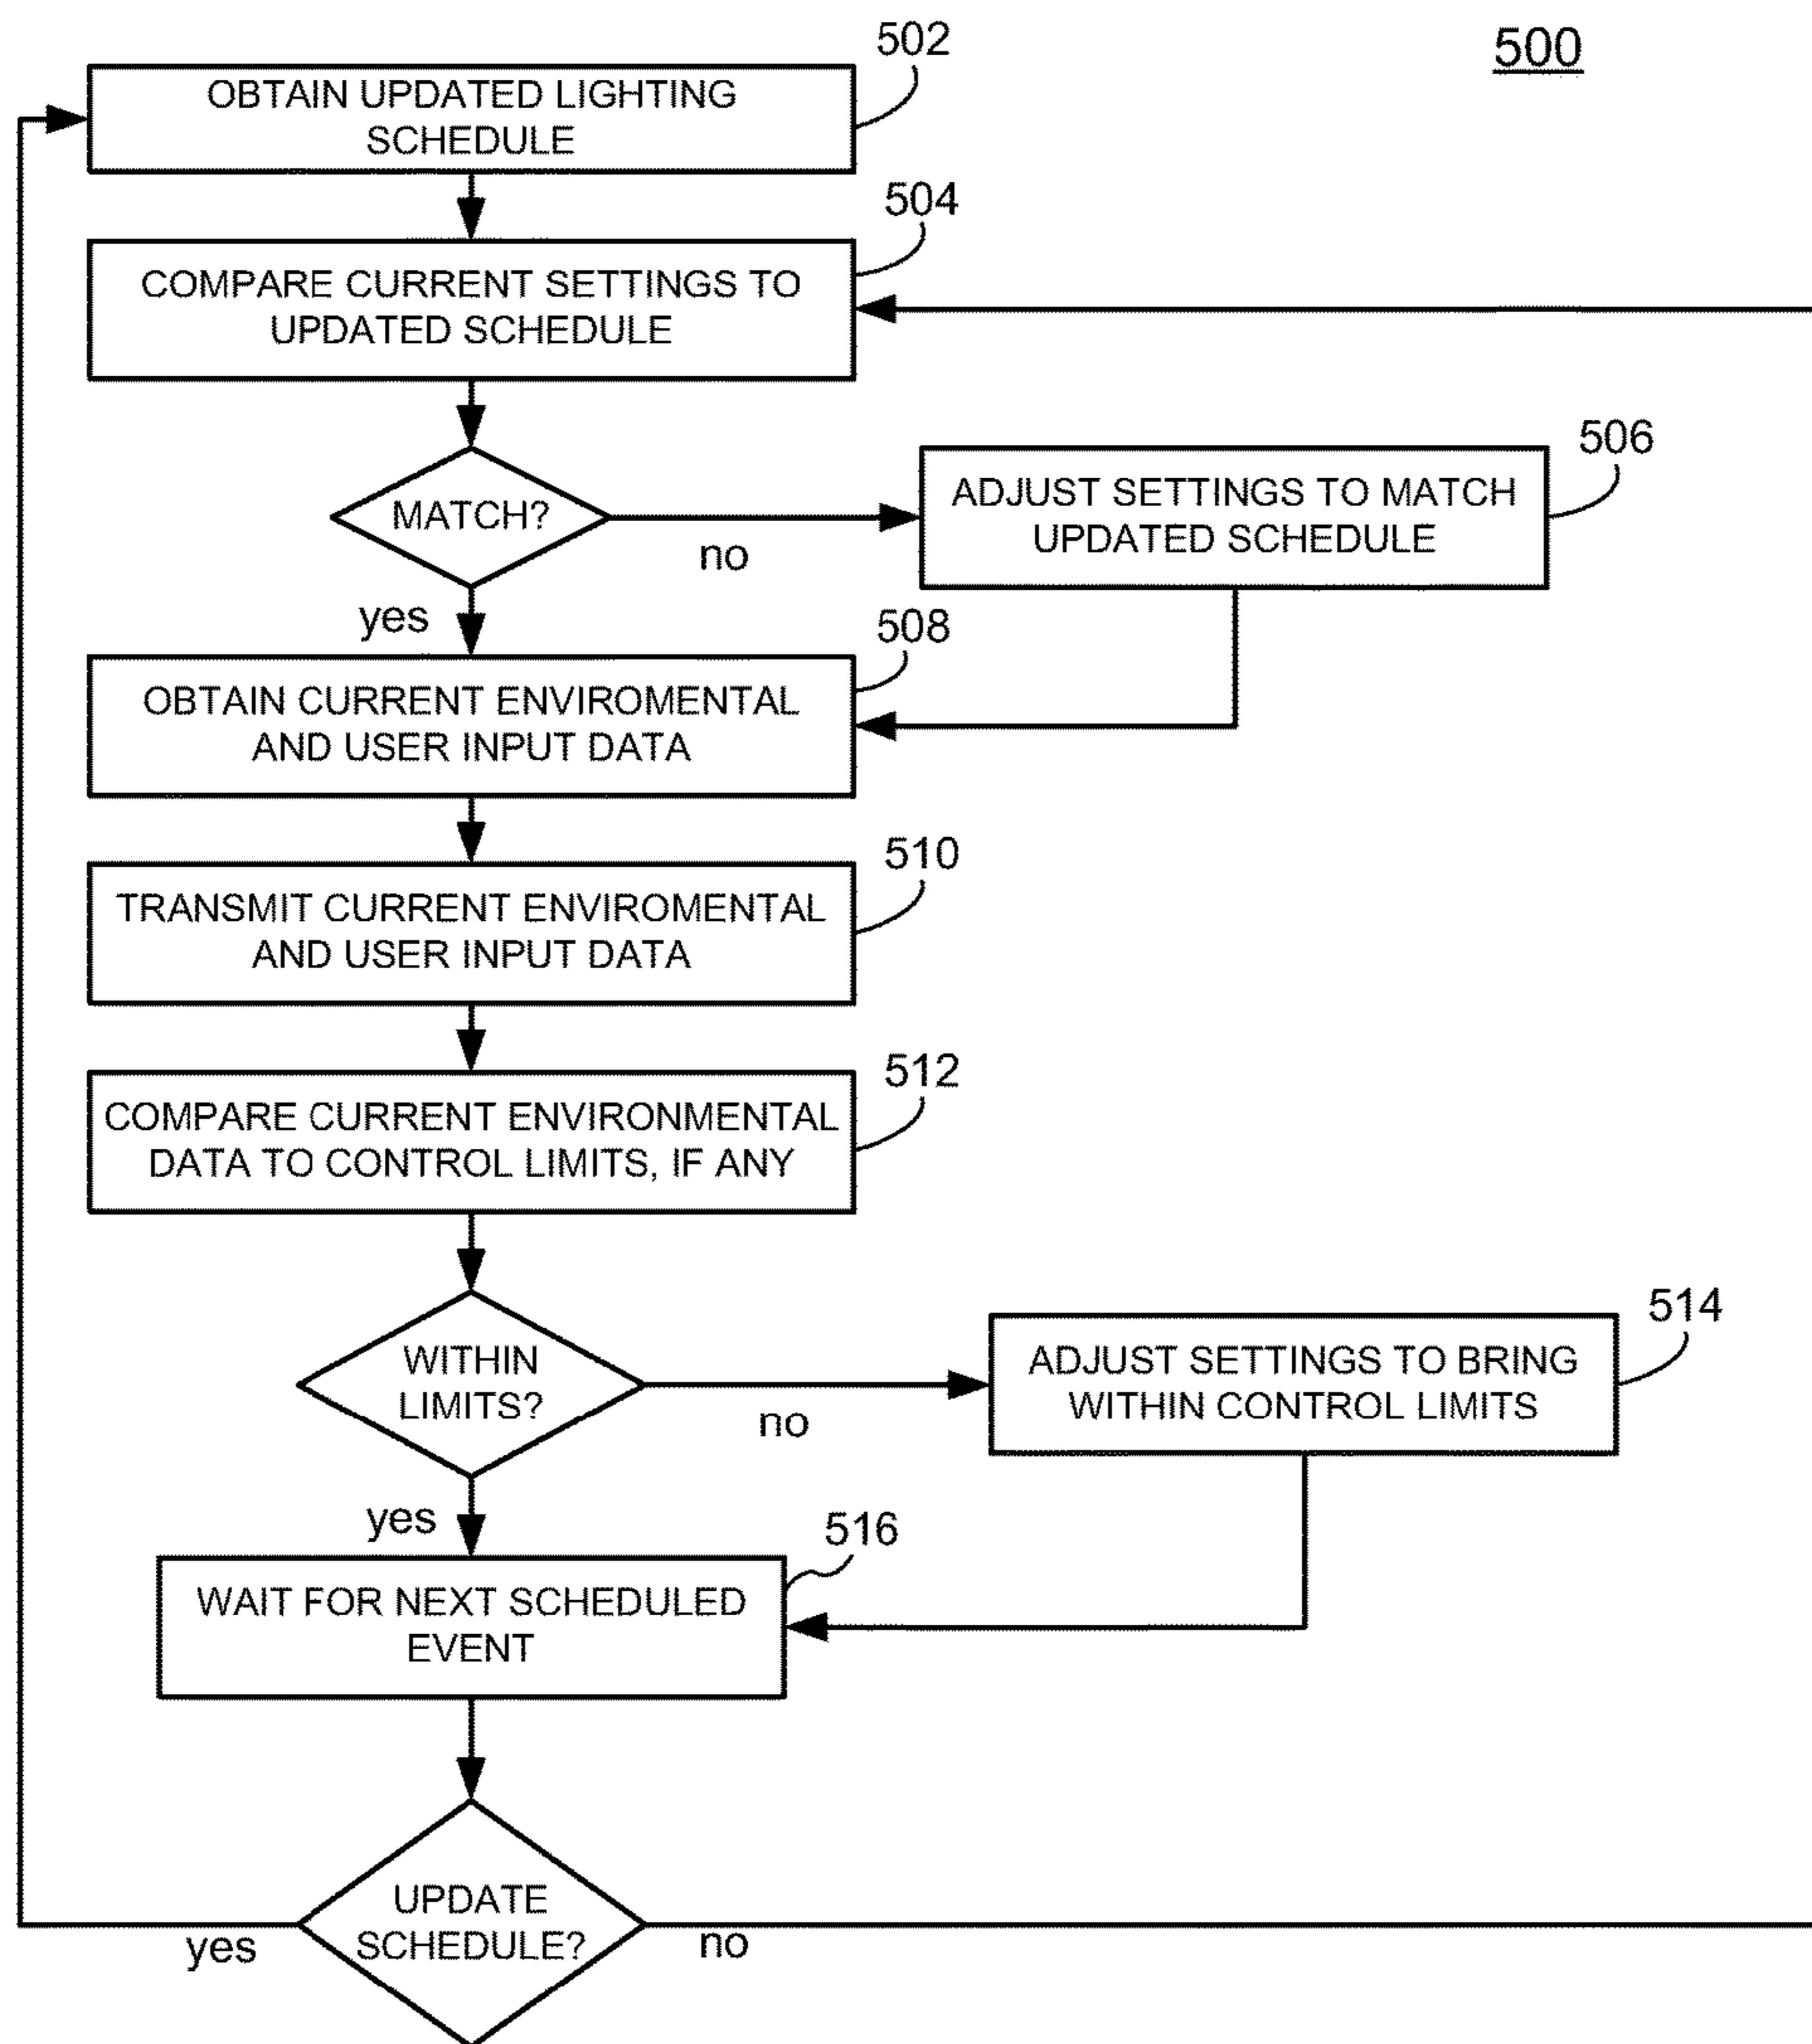 500
502
OBTAIN UPDATED LIGHTING
SCHEDULE
504
COMPARE CURRENT SETTINGS TO
UPDATED SCHEDULE
MATCH?
no
506
ADJUST SETTINGS TO MATCH
UPDATED SCHEDULE
yes
508
OBTAIN CURRENT ENVIROMENTAL
AND USER INPUT DATA
510
TRANSMIT CURRENT ENVIROMENTAL
AND USER INPUT DATA
512
COMPARE CURRENT ENVIRONMENTAL
DATA TO CONTROL LIMITS, IF ANY
WITHIN
LIMITS?
no
514
ADJUST SETTINGS TO BRING
WITHIN CONTROL LIMITS
yes
516
WAIT FOR NEXT SCHEDULED
EVENT
UPDATE
SCHEDULE?
yes
no